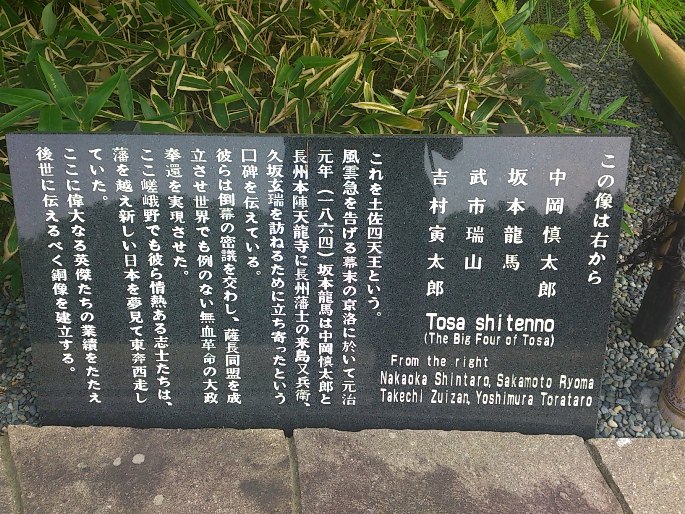 この像は右から
中岡慎太郎
坂本龍馬
武市瑞山
吉村寅太郎
Tosa shitenno
(The Big Four of Tosa)
From the right
Nakaoka Shintaro, Sakamoto Ryoma
Takechi Zuizan, Yoshimura Torataro
これを土佐四天王という。
風雲急を告げる幕末の京洛に於いて元治
元年（一八六四）坂本龍馬は中岡慎太郎と
長州本陣天龍寺に長州藩士の来島又兵衛、
久坂玄瑞を訪ねるために立ち寄ったという
口碑を伝えている。
彼らは倒幕の密議を交わし、薩長同盟を成
立させ世界でも例のない無血革命の大政
奉還を実現させた。
ここ嵯峨野でも彼ら情熱ある志士たちは、
藩を越え新しい日本を夢見て東奔西走し
ていた。
ここに偉大なる英傑たちの業績をたたえ
後世に伝えるべく銅像を建立する。